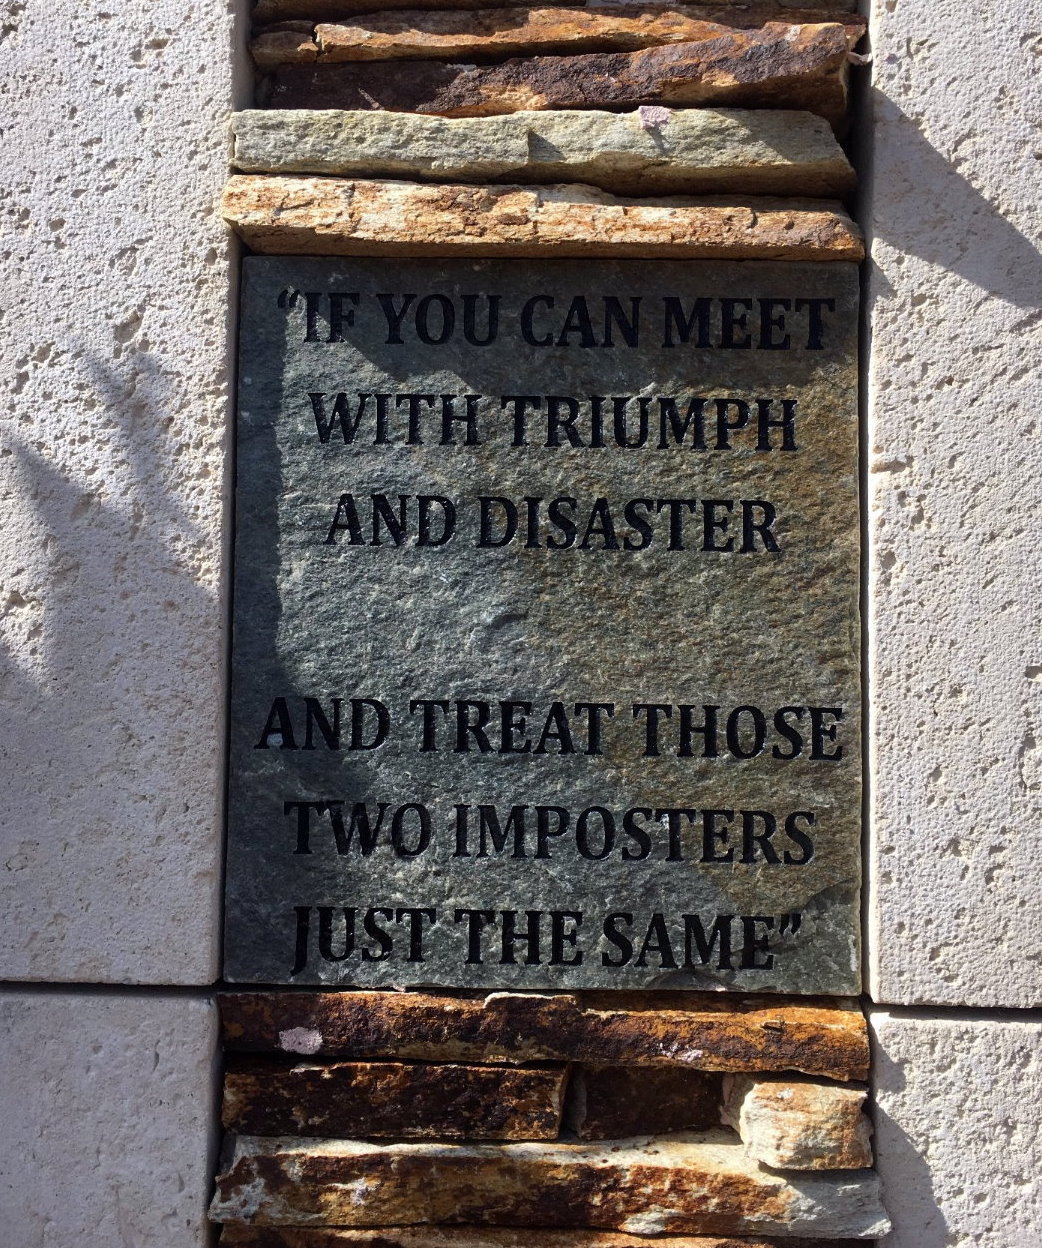 “IF YOU CAN MEET
WITH TRIUMPH
AND DISASTER
AND TREAT THOSE
TWO IMPOSTERS
JUST THE SAME”